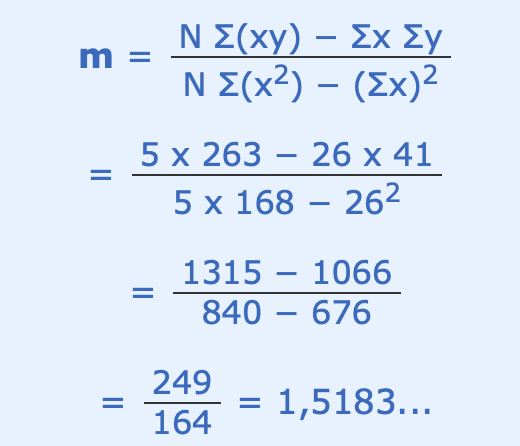 m = N Σ(xy) − Σx Σy / N Σ(x²) − (Σx)²
= 5 x 263 − 26 x 41 / 5 x 168 − 26²
= 1315 − 1066 / 840 − 676
= 249 / 164 = 1,5183...